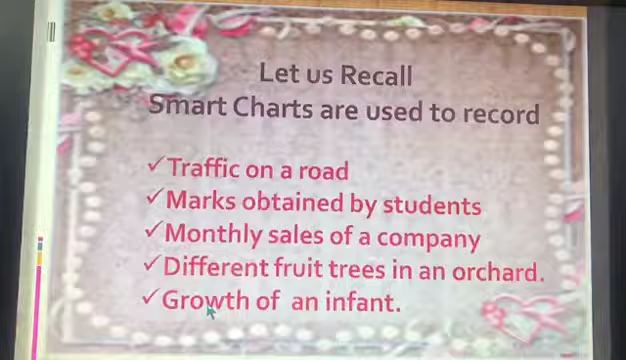 Let us Recall
Smart Charts are used to record
✓Traffic on a road
✓Marks obtained by students
✓Monthly sales of a company
✓Different fruit trees in an orchard.
✓Growth of an infant.